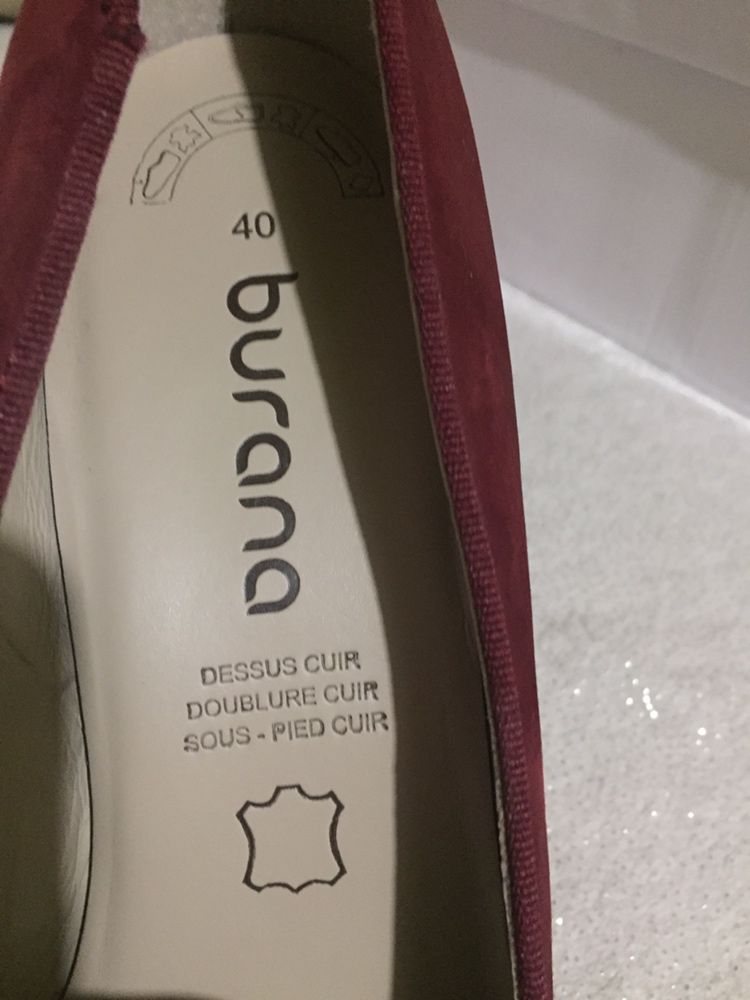 40
burana
DESSUS CUIR
DOUBLURE CUIR
SOUS - PIED CUIR